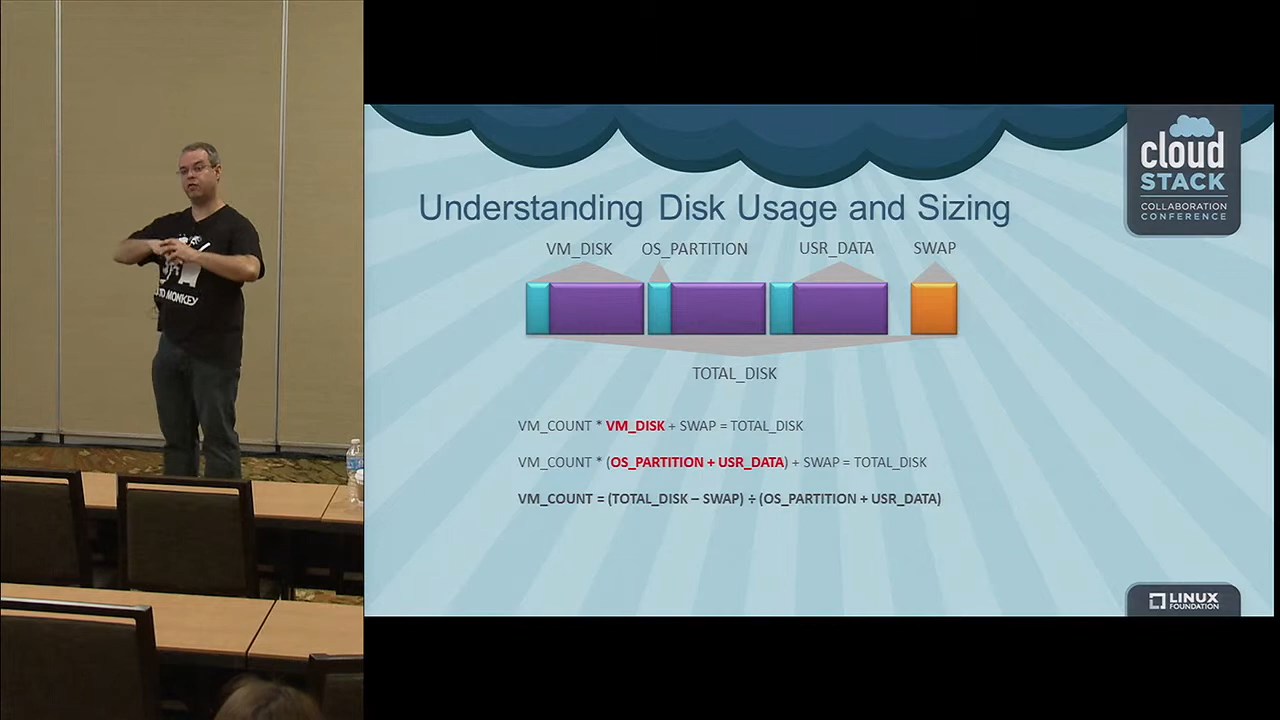 cloud
STACK
COLLABORATION
CONFERENCE
Understanding Disk Usage and Sizing
VM_DISK OS_PARTITION USR_DATA SWAP
TOTAL_DISK
VM_COUNT * VM_DISK + SWAP = TOTAL_DISK
VM_COUNT * (OS_PARTITION + USR_DATA) + SWAP = TOTAL_DISK
VM_COUNT = (TOTAL_DISK – SWAP) ÷ (OS_PARTITION + USR_DATA)
LINUX
FOUNDATION
MONKEY